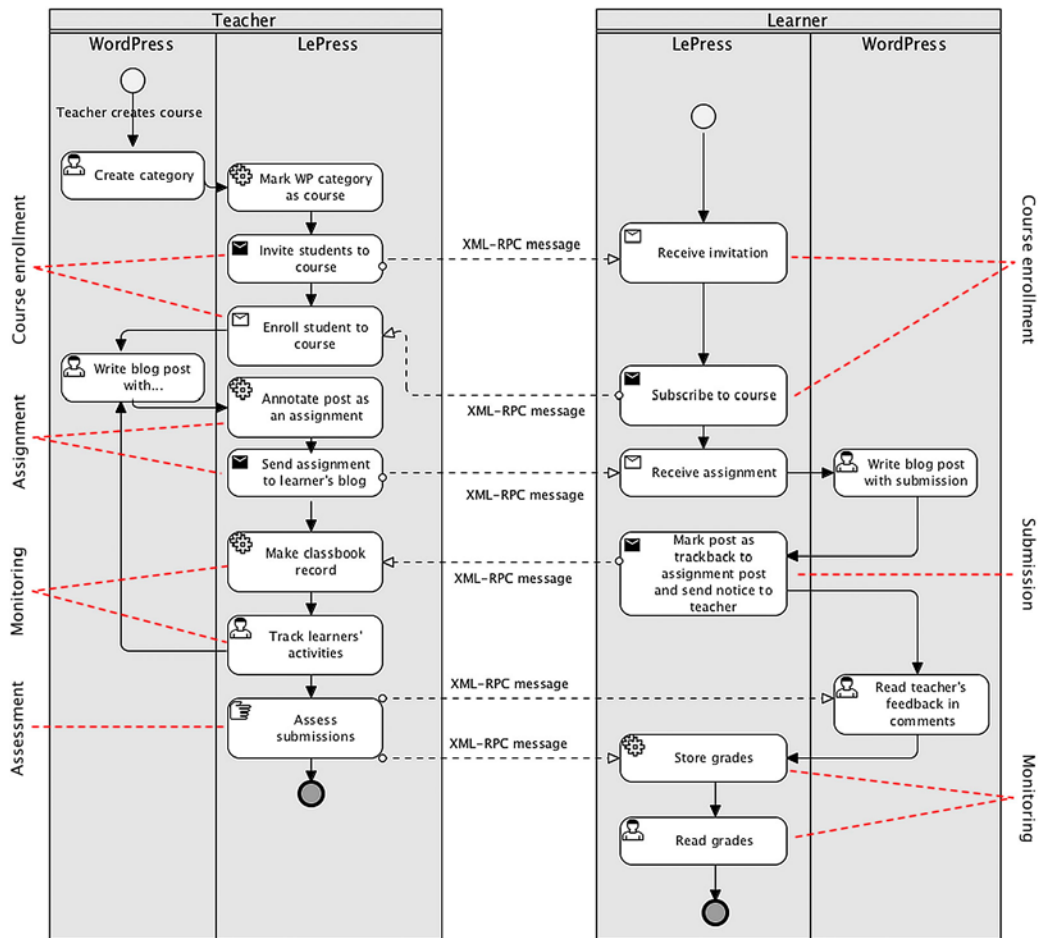 Teacher
Learner
WordPress
LePress
LePress
WordPress
Teacher creates course
Create category
Mark WP category
as course
Invite students to
course
XML-RPC message
Receive invitation
Course enrollment
Course enrollment
Enroll student to
course
Write blog post
with...
Subscribe to course
XML-RPC message
Annotate post as
an assignment
Assignment
Send assignment
to learner's blog
XML-RPC message
Receive assignment
Write blog post
with submission
Make classbook
record
XML-RPC message
Mark post as
trackback to
assignment post
and send notice to
teacher
Submission
Monitoring
Track learners'
activities
XML-RPC message
Read teacher's
feedback in
comments
Assess
submissions
Assessment
XML-RPC message
Store grades
Monitoring
Read grades